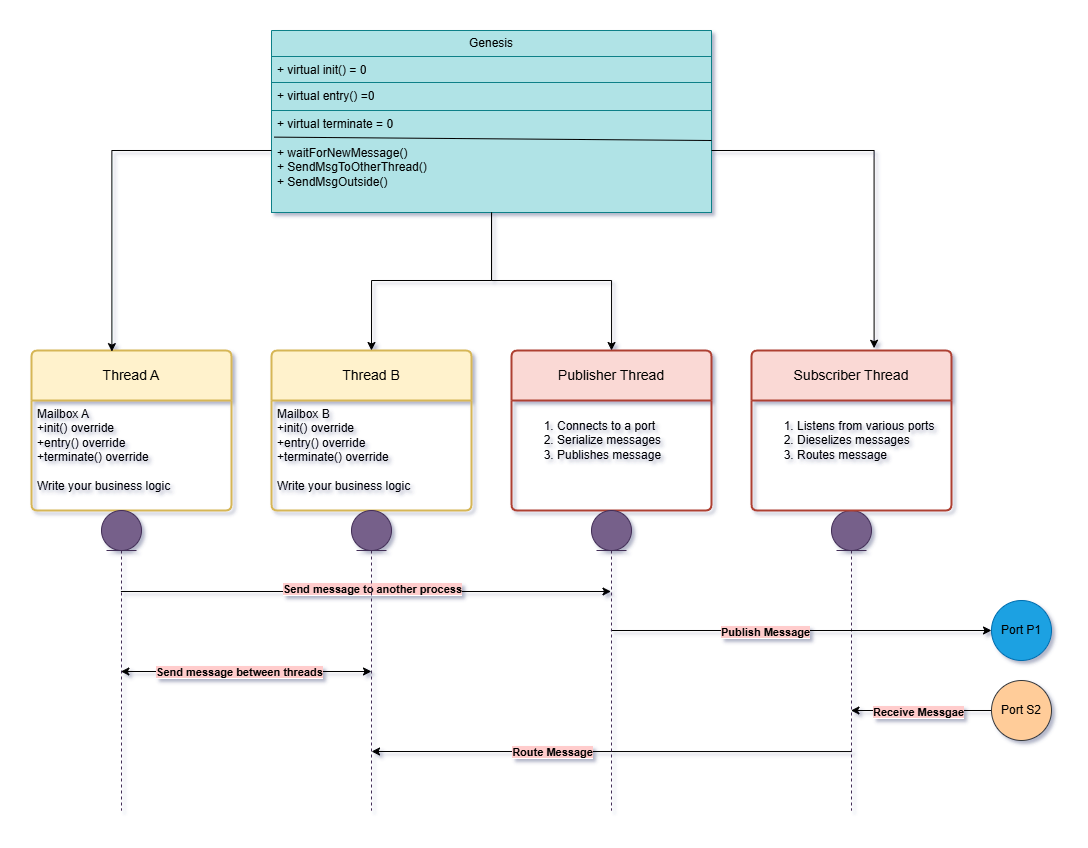 Genesis
+ virtual init() = 0
+ virtual entry() =0
+ virtual terminate = 0
+ waitForNewMessage()
+ SendMsgToOtherThread()
+ SendMsgOutside()
Thread A
Mailbox A
+init() override
+entry() override
+terminate() override
Write your business logic
Thread B
Mailbox B
+init() override
+entry() override
+terminate() override
Write your business logic
Publisher Thread
1. Connects to a port
2. Serialize messages
3. Publishes message
Subscriber Thread
1. Listens from various ports
2. Dieselizes messages
3. Routes message
Send message to another process
Publish Message
Port P1
Send message between threads
Receive Messgae
Port S2
Route Message